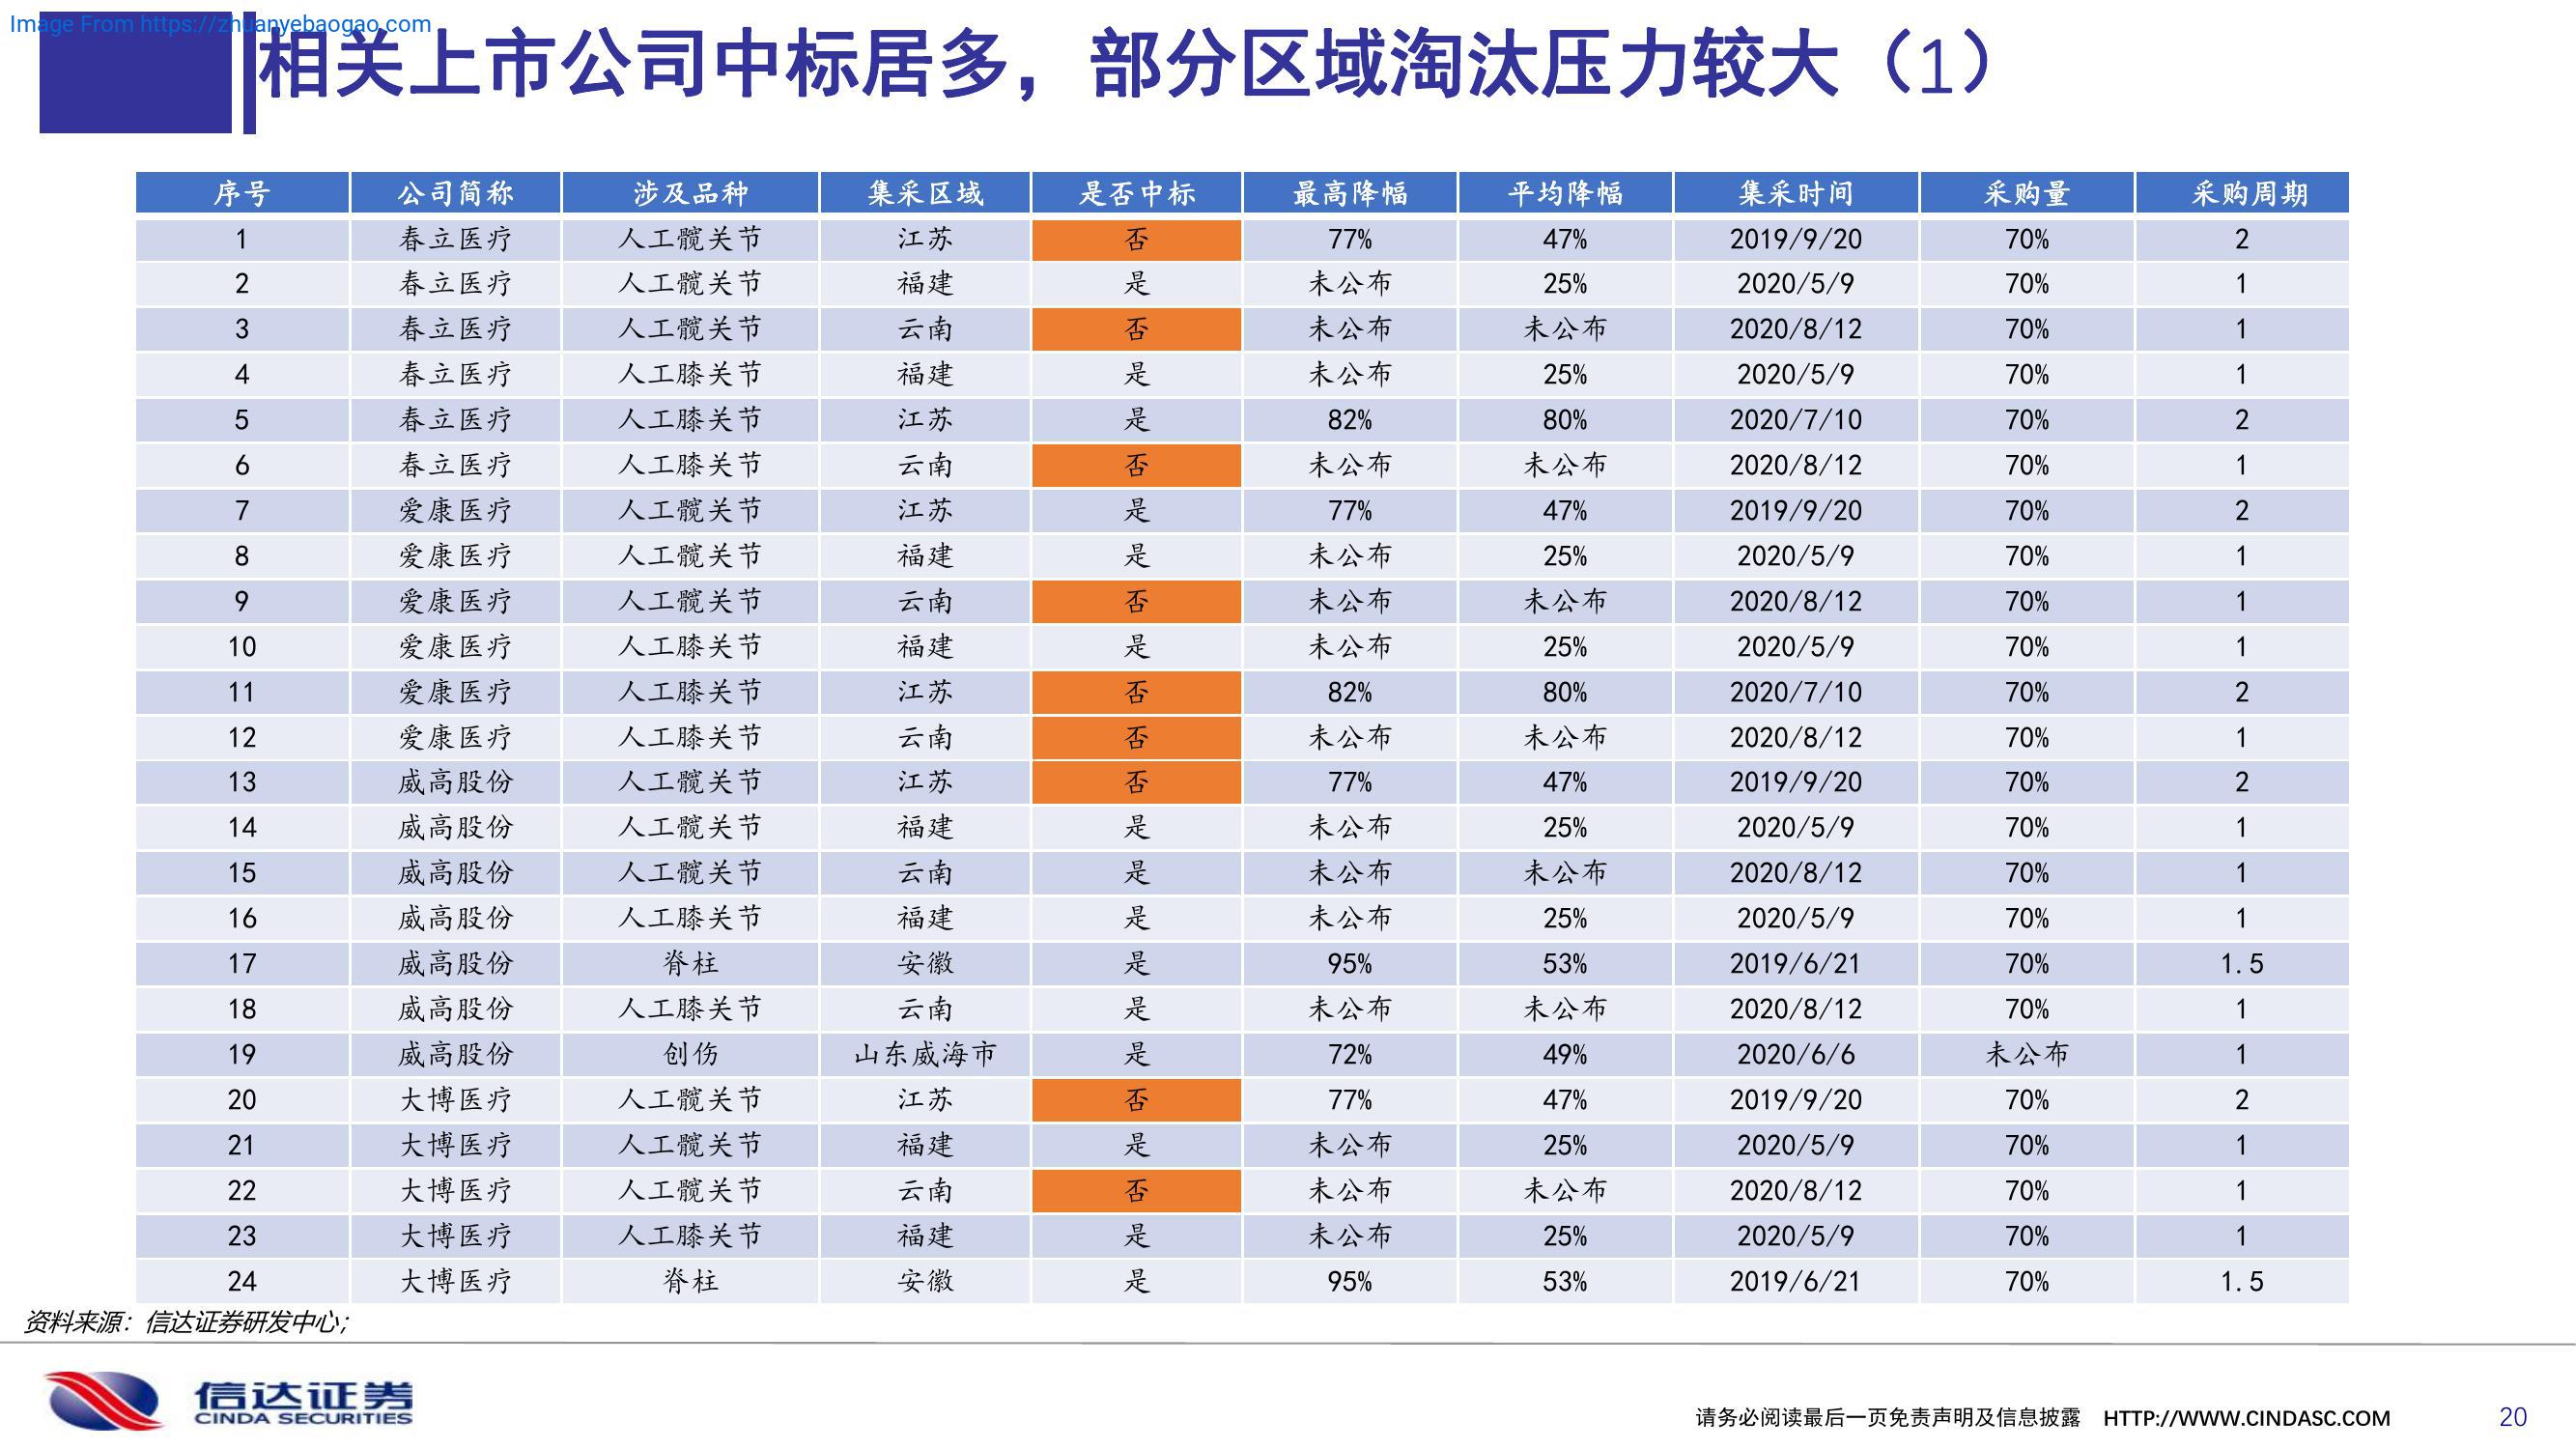 Image From https://zhuanyebaogao.com
相关上市公司中标居多，部分区域淘汰压力较大（1）
序号 公司简称 涉及品种 集采区域 是否中标 最高降幅 平均降幅 集采时间 采购量 采购周期
1 春立医疗 人工髋关节 江苏 否 77% 47% 2019/9/20 70% 2
2 春立医疗 人工髋关节 福建 是 未公布 25% 2020/5/9 70% 1
3 春立医疗 人工髋关节 云南 否 未公布 未公布 2020/8/12 70% 1
4 春立医疗 人工膝关节 福建 是 未公布 25% 2020/5/9 70% 1
5 春立医疗 人工膝关节 江苏 是 82% 80% 2020/7/10 70% 2
6 春立医疗 人工膝关节 云南 否 未公布 未公布 2020/8/12 70% 1
7 爱康医疗 人工髋关节 江苏 是 77% 47% 2019/9/20 70% 2
8 爱康医疗 人工髋关节 福建 是 未公布 25% 2020/5/9 70% 1
9 爱康医疗 人工髋关节 云南 否 未公布 未公布 2020/8/12 70% 1
10 爱康医疗 人工膝关节 福建 是 未公布 25% 2020/5/9 70% 1
11 爱康医疗 人工膝关节 江苏 否 82% 80% 2020/7/10 70% 2
12 爱康医疗 人工膝关节 云南 否 未公布 未公布 2020/8/12 70% 1
13 威高股份 人工髋关节 江苏 否 77% 47% 2019/9/20 70% 2
14 威高股份 人工髋关节 福建 是 未公布 25% 2020/5/9 70% 1
15 威高股份 人工髋关节 云南 是 未公布 未公布 2020/8/12 70% 1
16 威高股份 人工膝关节 福建 是 未公布 25% 2020/5/9 70% 1
17 威高股份 脊柱 安徽 是 95% 53% 2019/6/21 70% 1.5
18 威高股份 人工膝关节 云南 是 未公布 未公布 2020/8/12 70% 1
19 威高股份 创伤 山东威海市 是 72% 49% 2020/6/6 未公布 1
20 大博医疗 人工髋关节 江苏 否 77% 47% 2019/9/20 70% 2
21 大博医疗 人工髋关节 福建 是 未公布 25% 2020/5/9 70% 1
22 大博医疗 人工髋关节 云南 否 未公布 未公布 2020/8/12 70% 1
23 大博医疗 人工膝关节 福建 是 未公布 25% 2020/5/9 70% 1
24 大博医疗 脊柱 安徽 是 95% 53% 2019/6/21 70% 1.5
资料来源：信达证券研发中心；
信达证券
CINDA SECURITIES
请务必阅读最后一页免责声明及信息披露 HTTP://WWW.CINDASC.COM 20